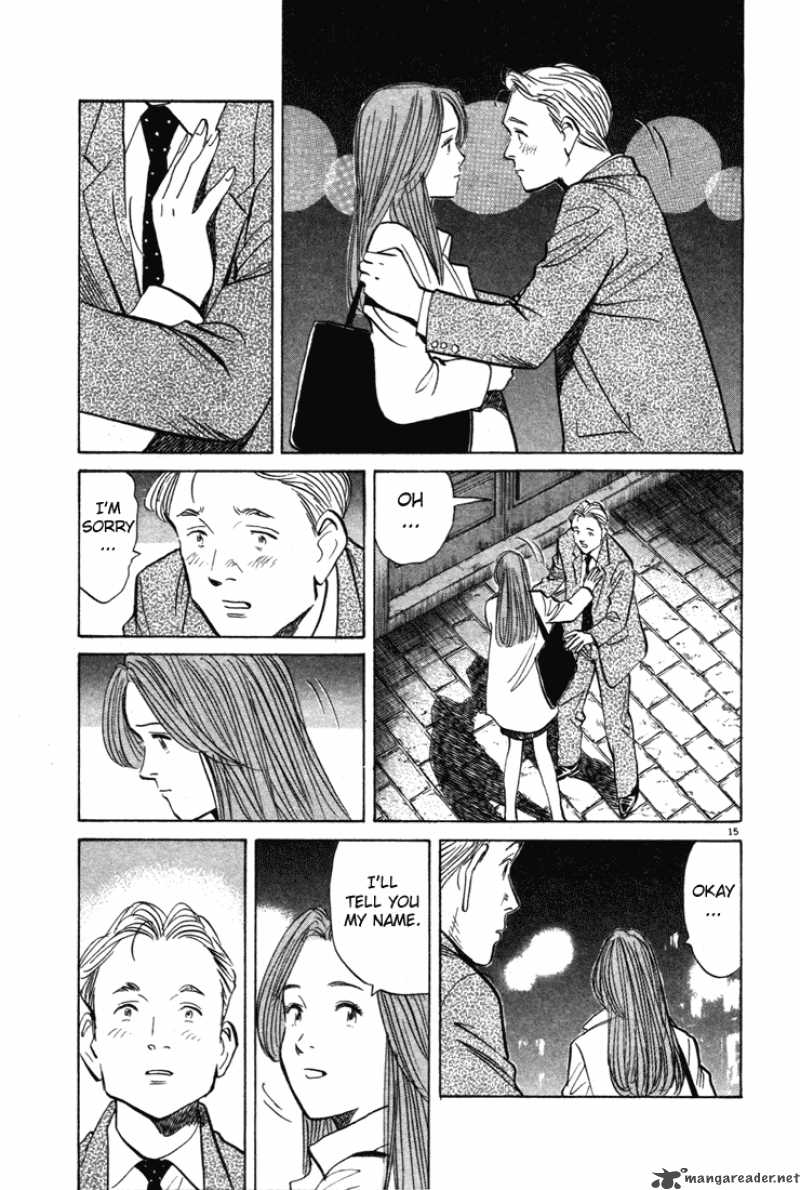 OH
...
I'M
SORRY
...
15
OKAY
...
I'LL
TELL YOU
MY NAME.
mangareader.net